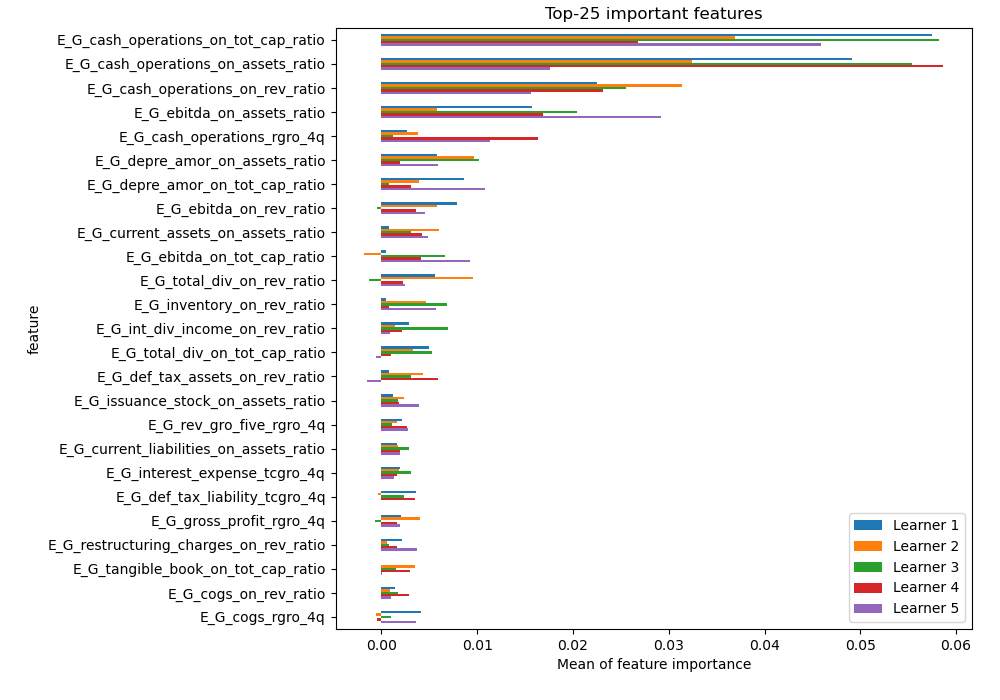 Top-25 important features
E_G_cash_operations_on_tot_cap_ratio
E_G_cash_operations_on_assets_ratio
E_G_cash_operations_on_rev_ratio
E_G_ebitda_on_assets_ratio
E_G_cash_operations_rgro_4q
E_G_depre_amor_on_assets_ratio
E_G_depre_amor_on_tot_cap_ratio
E_G_ebitda_on_rev_ratio
E_G_current_assets_on_assets_ratio
E_G_ebitda_on_tot_cap_ratio
E_G_total_div_on_rev_ratio
E_G_inventory_on_rev_ratio
E_G_int_div_income_on_rev_ratio
E_G_total_div_on_tot_cap_ratio
E_G_def_tax_assets_on_rev_ratio
E_G_issuance_stock_on_assets_ratio
E_G_rev_gro_five_rgro_4q
E_G_current_liabilities_on_assets_ratio
E_G_interest_expense_tcgro_4q
E_G_def_tax_liability_tcgro_4q
E_G_gross_profit_rgro_4q
E_G_restructuring_charges_on_rev_ratio
E_G_tangible_book_on_tot_cap_ratio
E_G_cogs_on_rev_ratio
E_G_cogs_rgro_4q
feature
Learner 1
Learner 2
Learner 3
Learner 4
Learner 5
0.00 0.01 0.02 0.03 0.04 0.05 0.06
Mean of feature importance